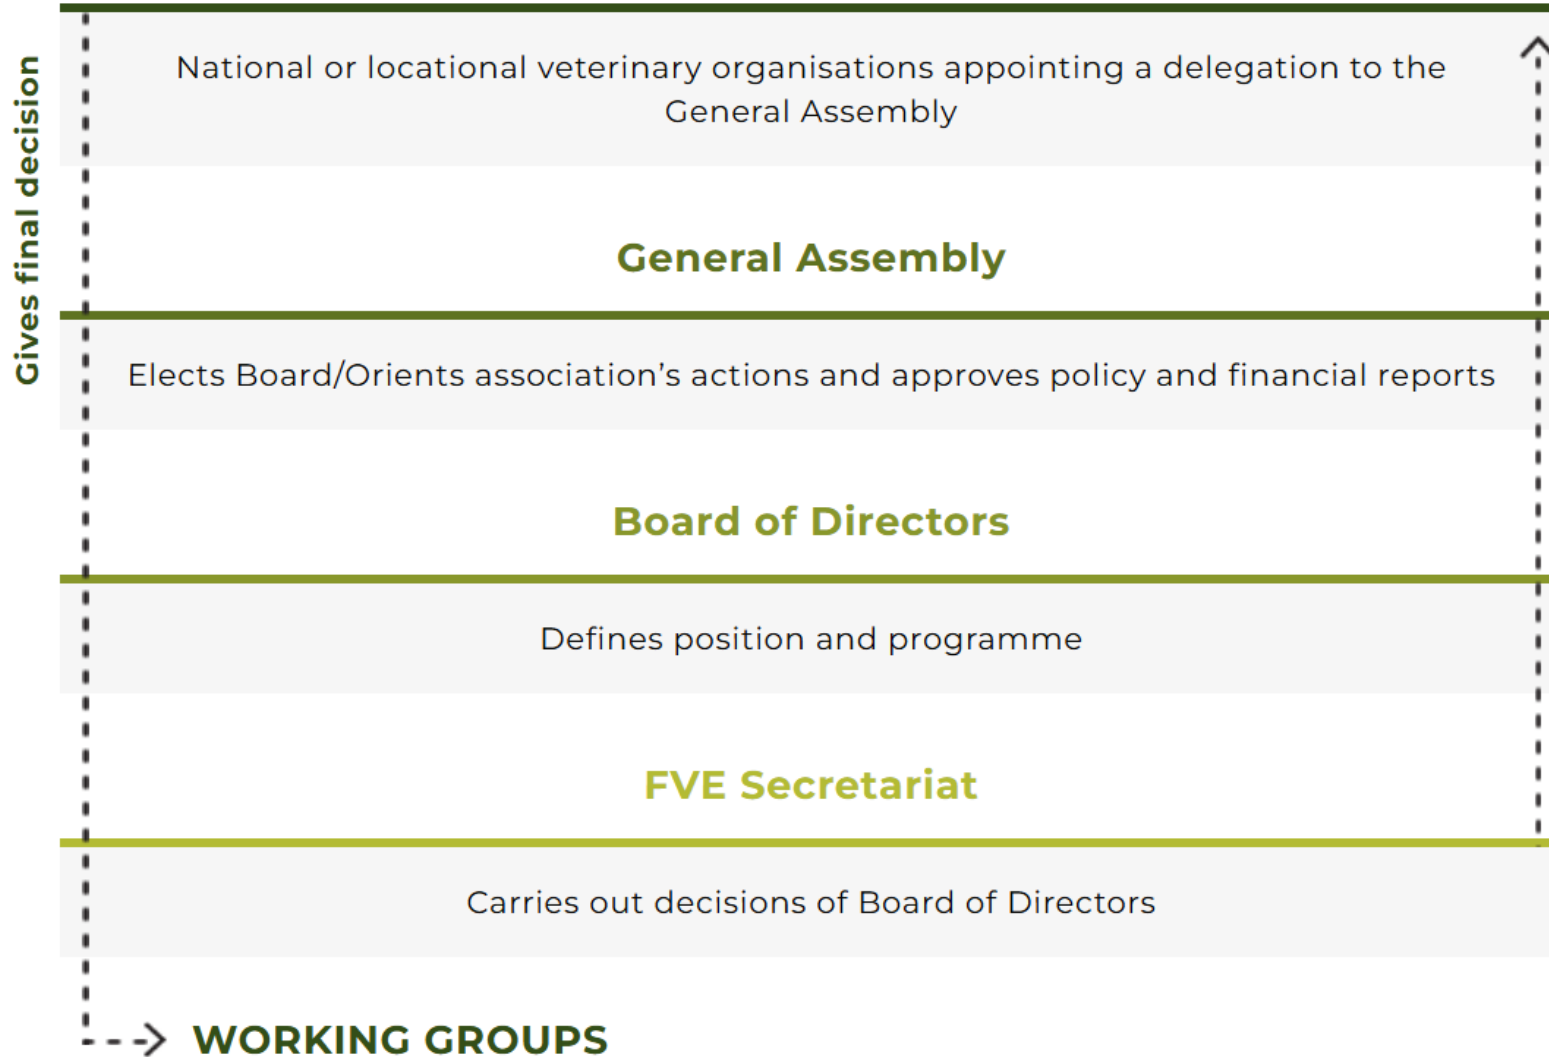 Gives final decision
National or locational veterinary organisations appointing a delegation to the
General Assembly
General Assembly
Elects Board/Orients association’s actions and approves policy and financial reports
Board of Directors
Defines position and programme
FVE Secretariat
Carries out decisions of Board of Directors
WORKING GROUPS